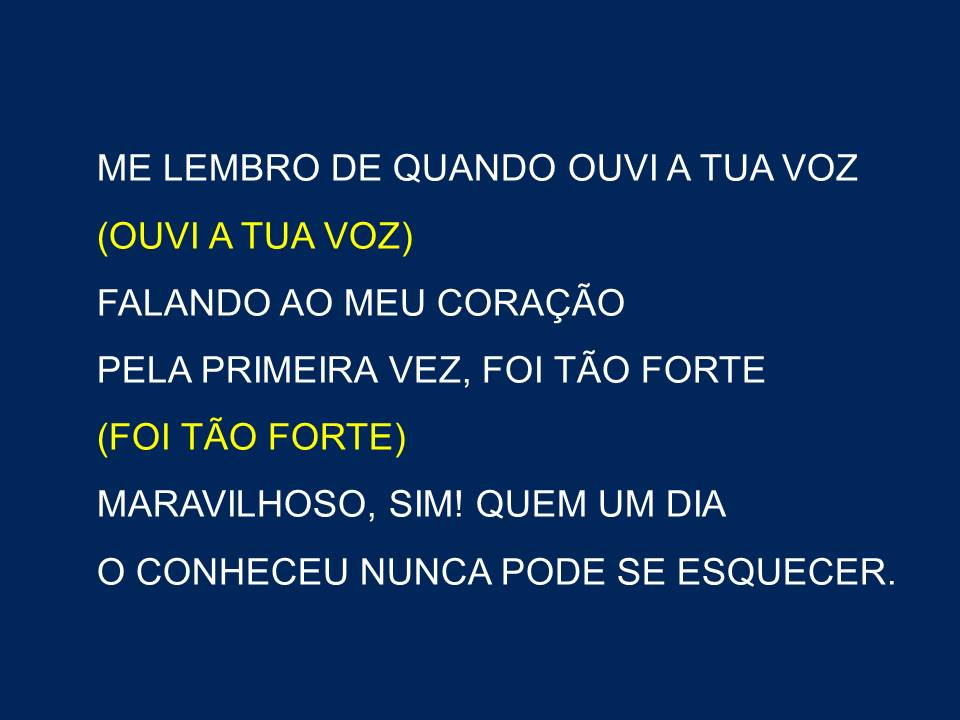 ME LEMBRO DE QUANDO OUVI A TUA VOZ
(OUVI A TUA VOZ)
FALANDO AO MEU CORAÇÃO
PELA PRIMEIRA VEZ, FOI TÃO FORTE
(FOI TÃO FORTE)
MARAVILHOSO, SIM! QUEM UM DIA
O CONHECEU NUNCA PODE SE ESQUECER.